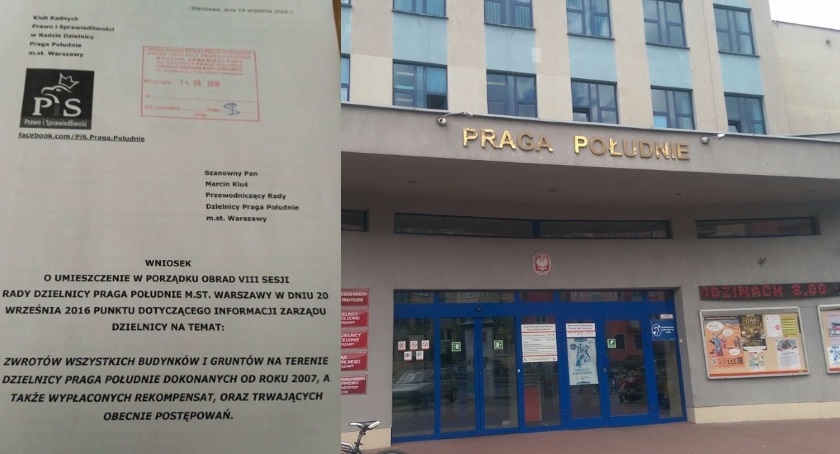 Warszawa, dnia 14 września 2016 r.
Klub Radnych
Prawo i Sprawiedliwości
w Radzie Dzielnicy
Praga Południe
m.st. Warszawy
PiS
Prawo i Sprawiedliwość
facebook.com/PiS.Praga.Południe
Szanowny Pan
Marcin Kluś
Przewodniczący Rady
Dzielnicy Praga Południe
m.st. Warszawy
WNIOSEK
O UMIESZCZENIE W PORZĄDKU OBRAD VIII SESJI
RADY DZIELNICY PRAGA POŁUDNIE M.ST. WARSZAWY W DNIU 20
WRZEŚNIA 2016 PUNKTU DOTYCZĄCEGO INFORMACJI ZARZĄDU
DZIELNICY NA TEMAT:
ZWROTÓW WSZYSTKICH BUDYNKÓW I GRUNTÓW NA TERENIE
DZIELNICY PRAGA POŁUDNIE DOKONANYCH OD ROKU 2007, A
TAKŻE WYPŁACONYCH REKOMPENSAT, ORAZ TRWAJĄCYCH
OBECNIE POSTĘPOWAŃ.
PRAGA POŁUDNIE
ODZINACH 8.00